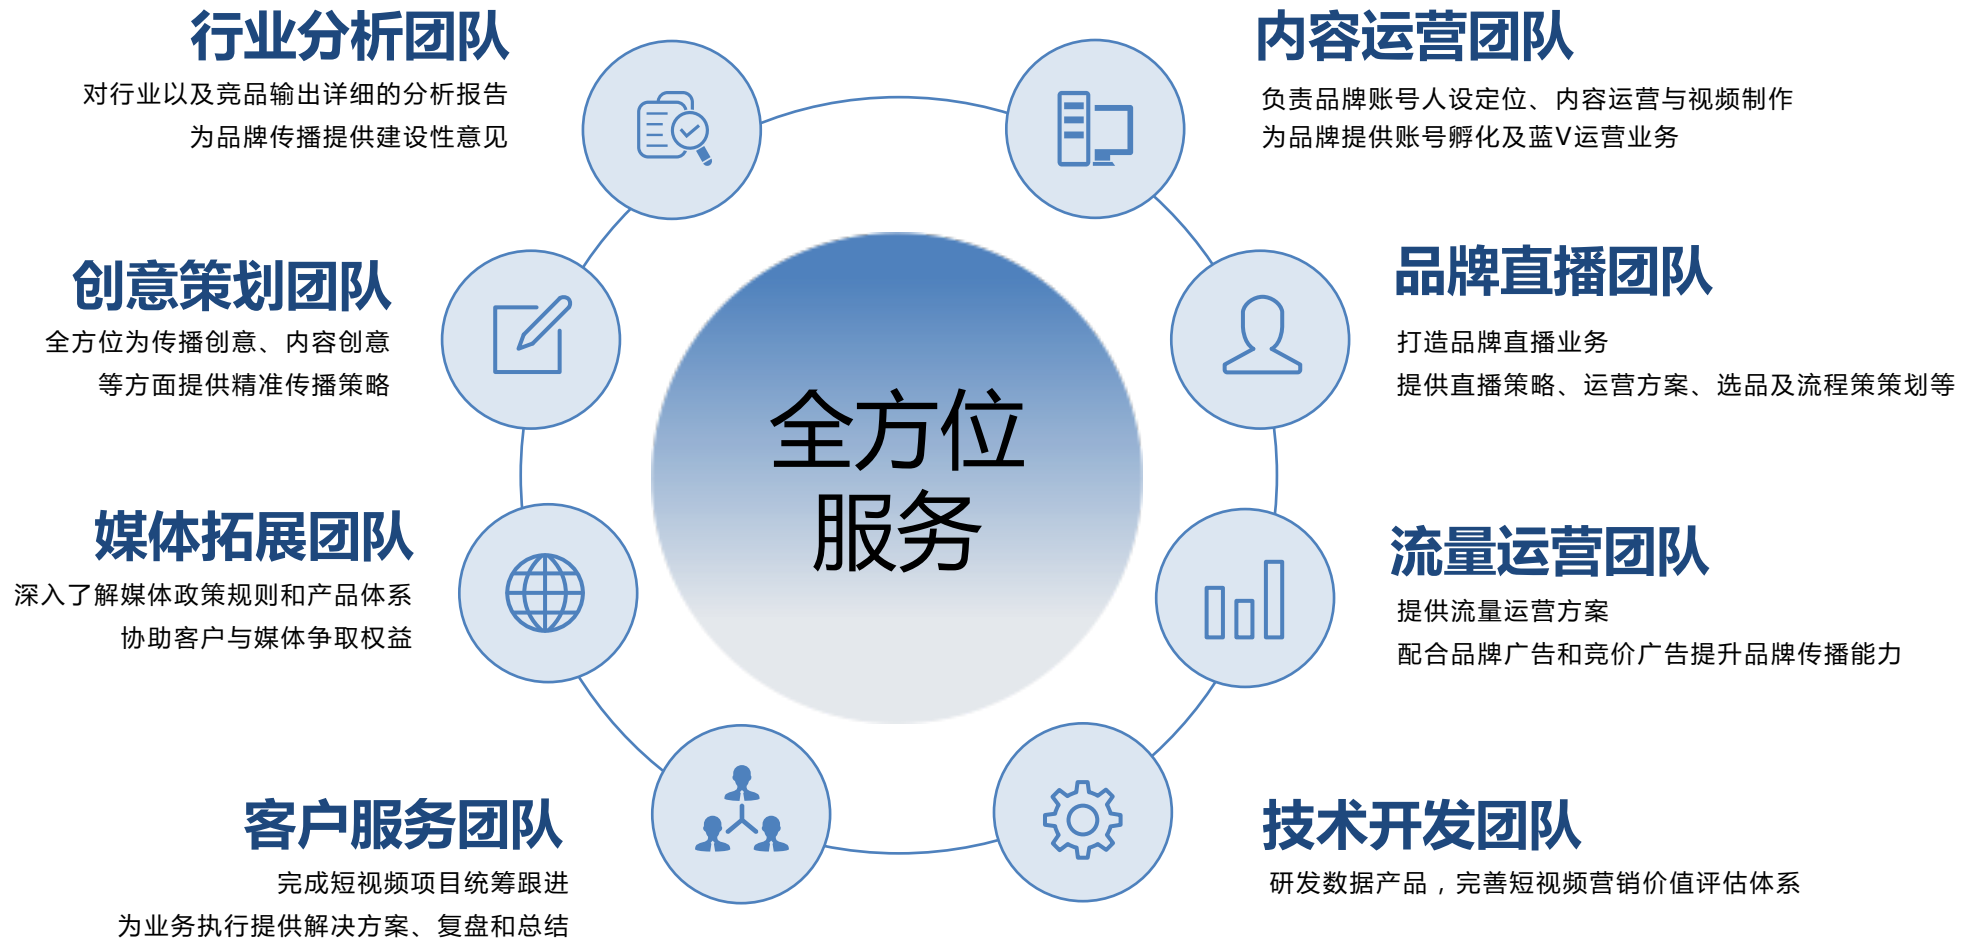 行业分析团队
对行业以及竞品输出详细的分析报告
为品牌传播提供建设性意见
创意策划团队
全方位为传播创意、内容创意
等方面提供精准传播策略
媒体拓展团队
深入了解媒体政策规则和产品体系
协助客户与媒体争取权益
客户服务团队
完成短视频项目统筹跟进
为业务执行提供解决方案、复盘和总结
全方位
服务
内容运营团队
负责品牌账号人设定位、内容运营与视频制作
为品牌提供账号孵化及蓝V运营业务
品牌直播团队
打造品牌直播业务
提供直播策略、运营方案、选品及流程策策划等
流量运营团队
提供流量运营方案
配合品牌广告和竞价广告提升品牌传播能力
技术开发团队
研发数据产品，完善短视频营销价值评估体系